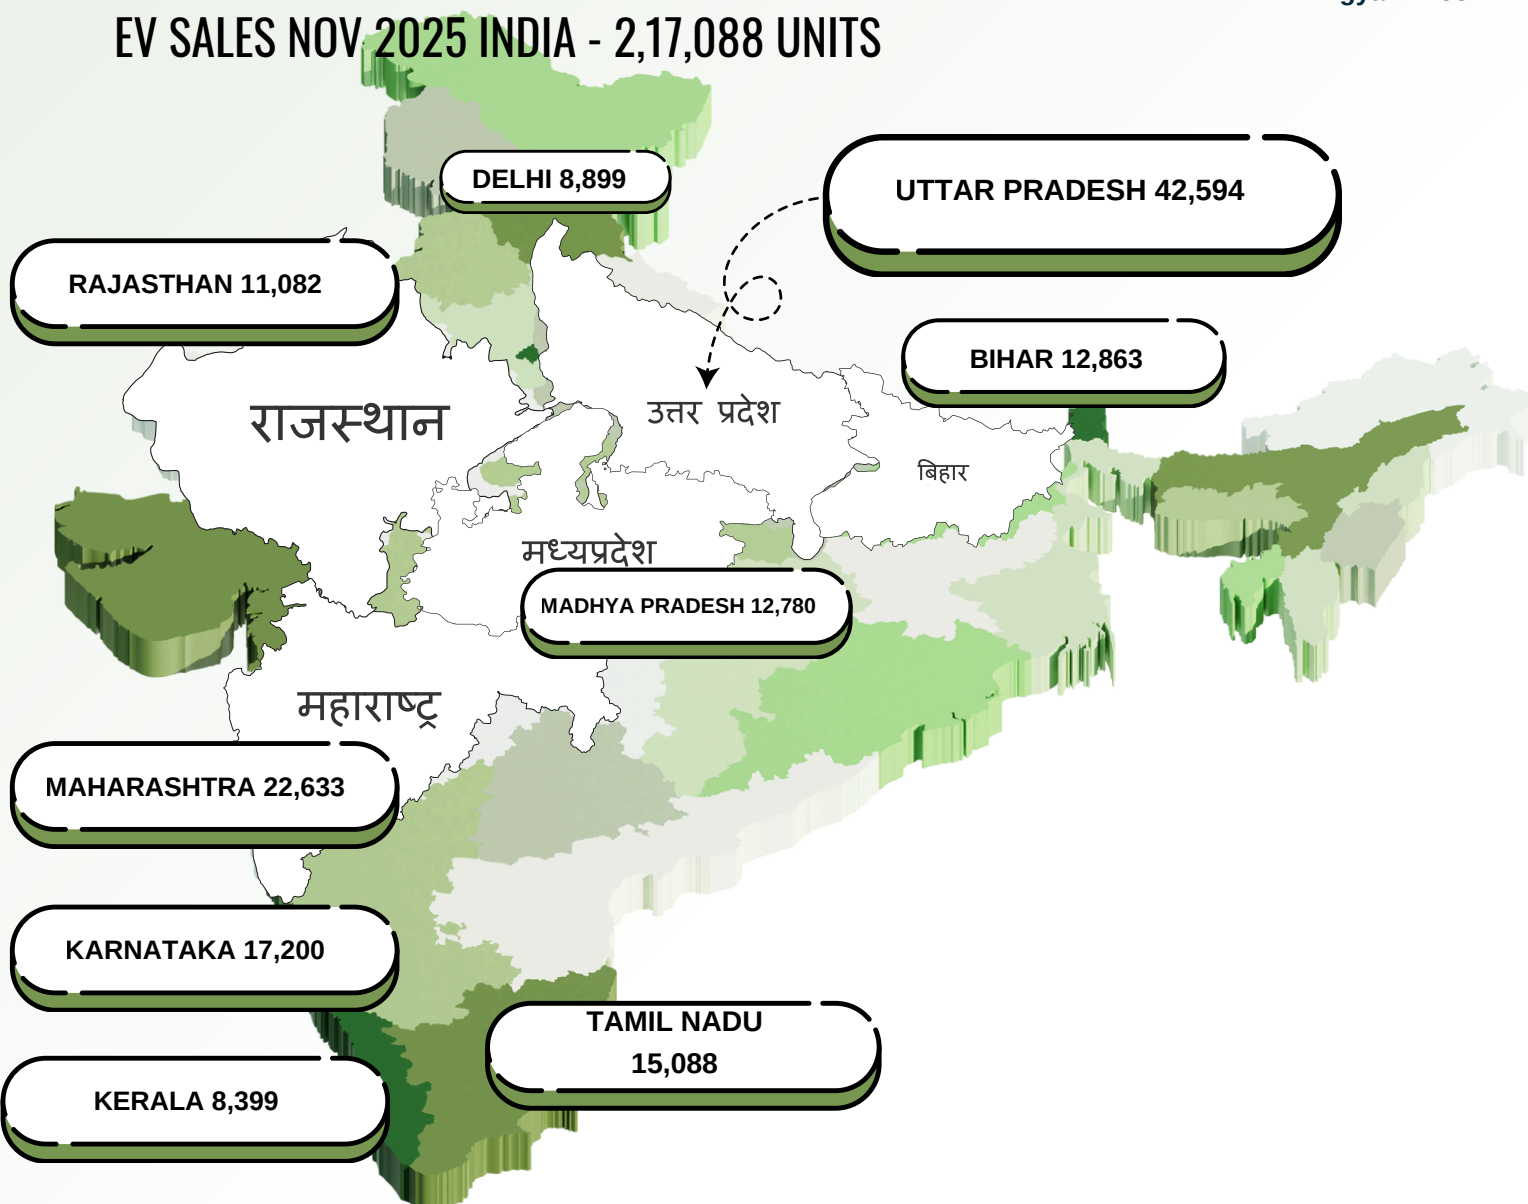 EV SALES NOV 2025 INDIA - 2,17,088 UNITS
DELHI 8,899
UTTAR PRADESH 42,594
RAJASTHAN 11,082
BIHAR 12,863
राजस्थान
उत्तर प्रदेश
बिहार
मध्यप्रदेश
MADHYA PRADESH 12,780
महाराष्ट्र
MAHARASHTRA 22,633
KARNATAKA 17,200
TAMIL NADU
15,088
KERALA 8,399